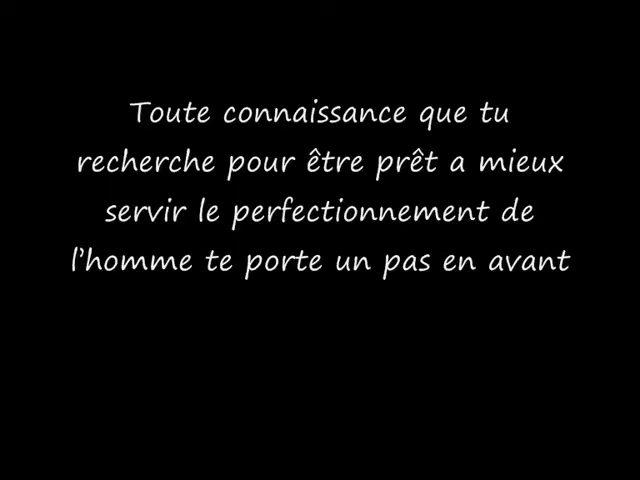 Toute connaissance que tu
recherche pour être prêt a mieux
servir le perfectionnement de
l'homme te porte un pas en avant